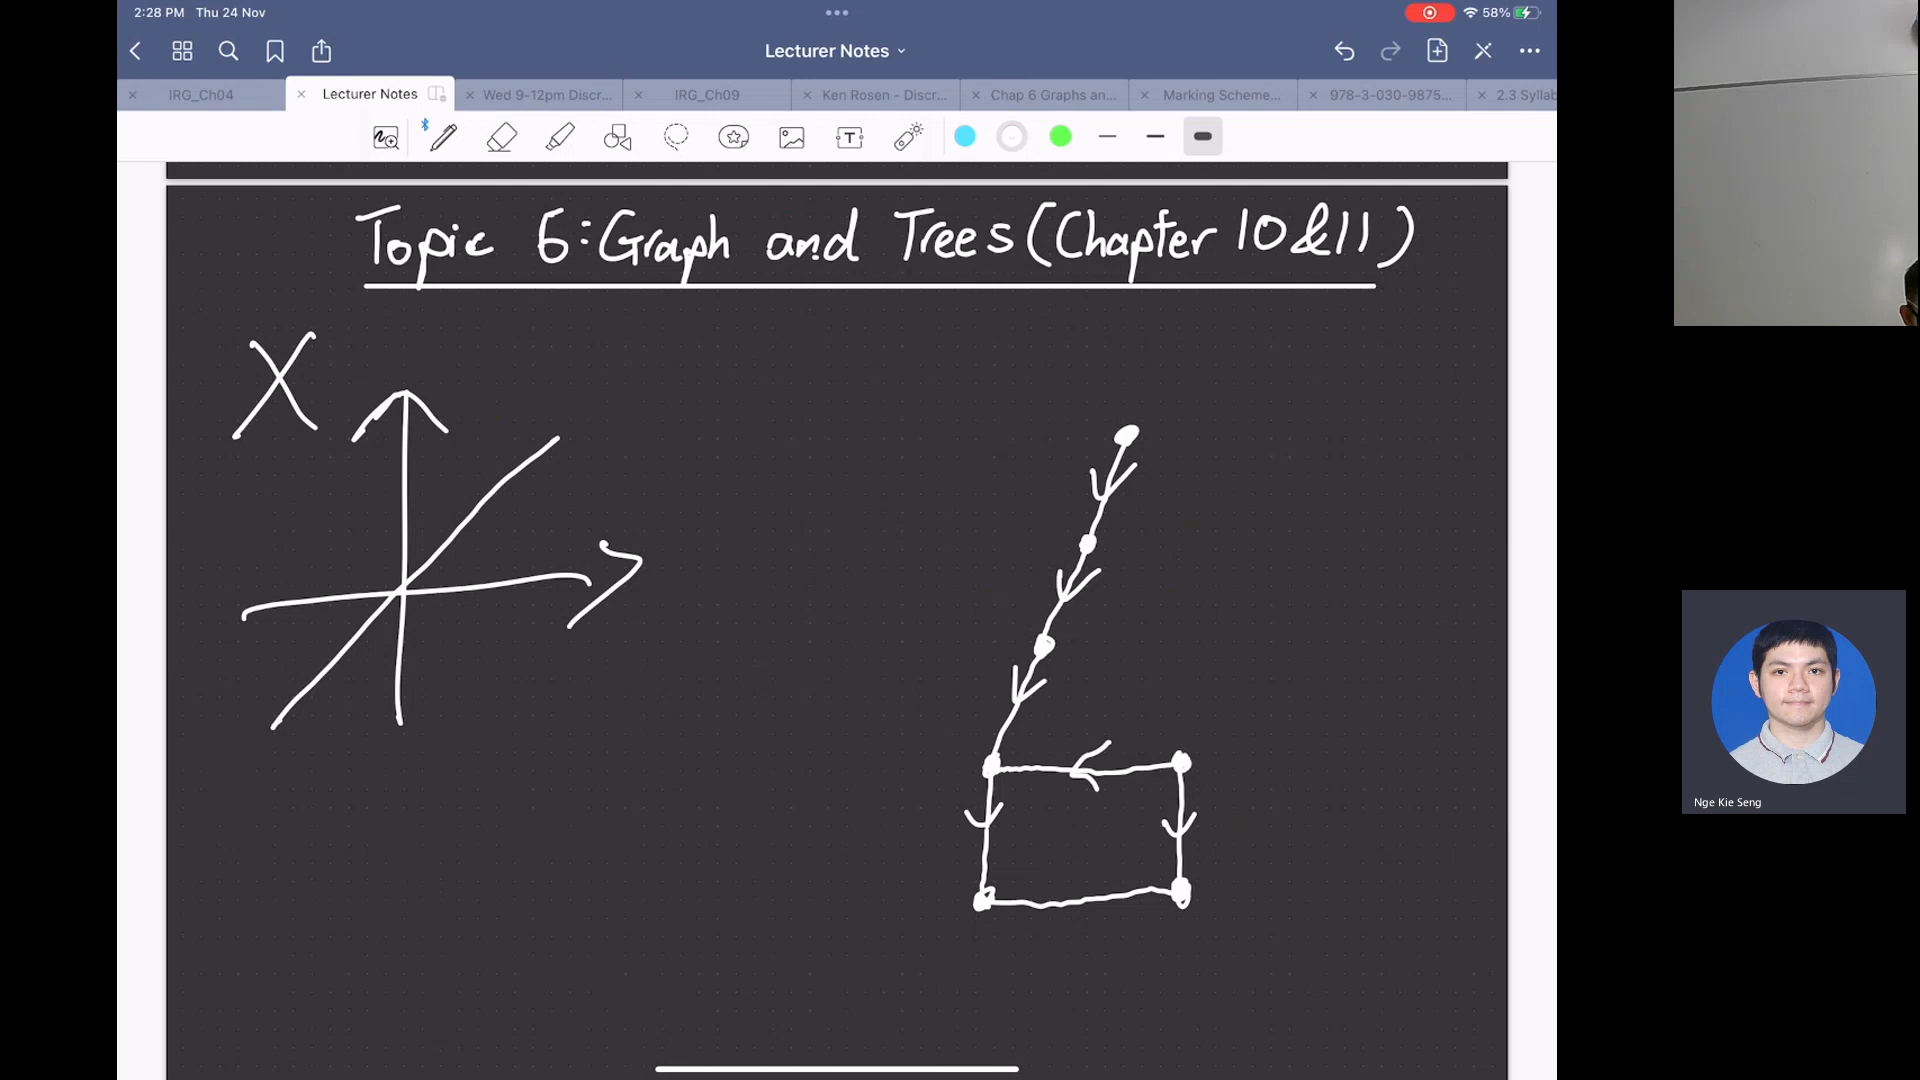 2:28 PM Thu 24 Nov
58%
Lecturer Notes
IRG_Ch04
Lecturer Notes
Wed 9-12pm Discr...
IRG_Ch09
Ken Rosen - Discr...
Chap 6 Graphs an...
Marking Scheme...
978-3-030-9875...
2.3 Syllab
T
Topic 6: Graph and Trees (Chapter 10 & 11)
X
Nge Kie Seng